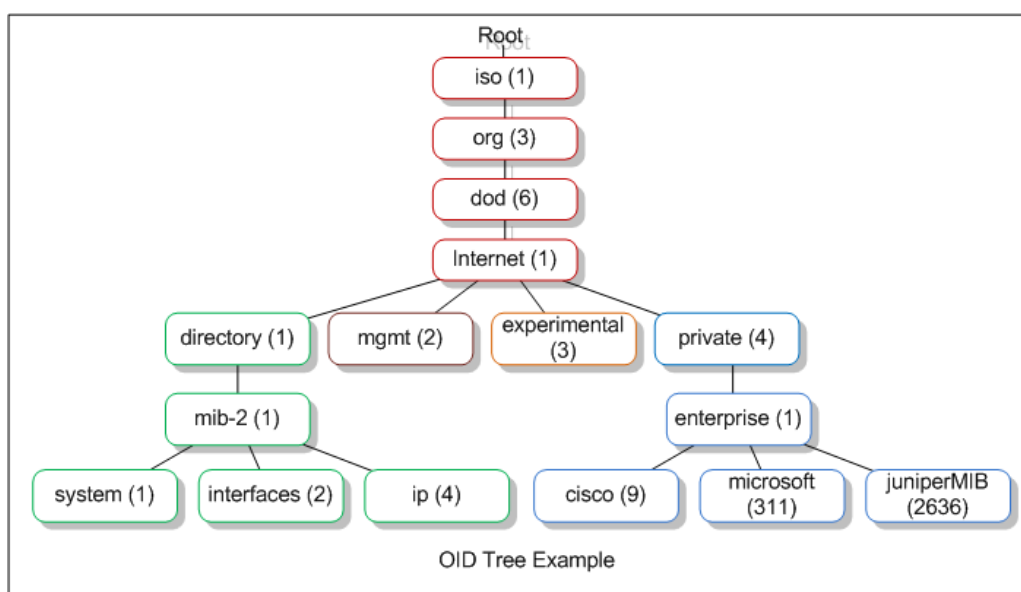 Root
iso (1)
org (3)
dod (6)
Internet (1)
directory (1)
mgmt (2)
experimental
(3)
private (4)
mib-2 (1)
enterprise (1)
system (1)
interfaces (2)
ip (4)
cisco (9)
microsoft
(311)
juniperMIB
(2636)
OID Tree Example